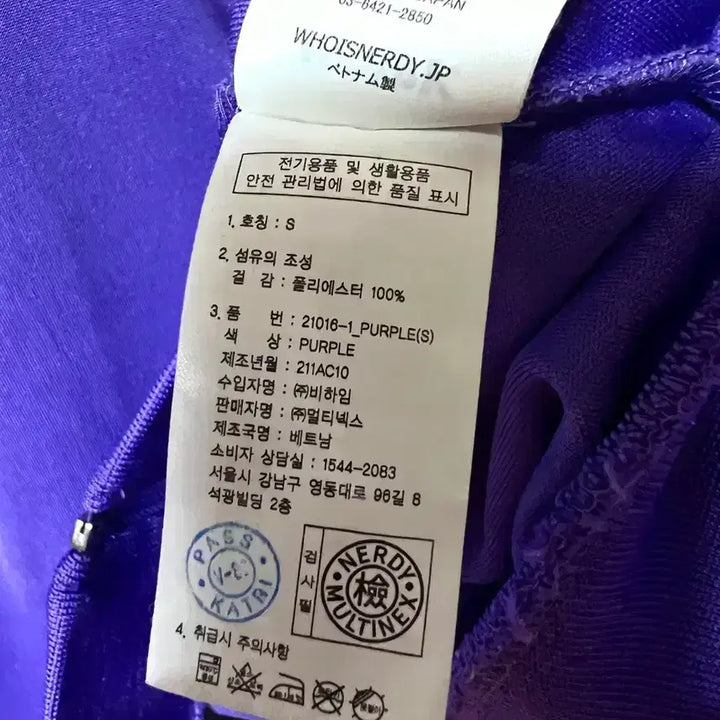 JAPAN
03-6421-2850
WHOISNERDY.JP
ベトナム製
전기용품 및 생활용품
안전 관리법에 의한 품질 표시
1. 호칭 : S
2. 섬유의 조성
겉 감 : 폴리에스터 100%
3. 품 번 : 21016-1_PURPLE(S)
색 상 : PURPLE
제조년월 : 211AC10
수입자명 : ㈜비하임
판매자명 : ㈜멀티넥스
제조국명 : 베트남
소비자 상담실 : 1544-2083
서울시 강남구 영동대로 96길 8
석광빌딩 2층
PASS
KATRI
검사필
NERDY
檢
MULTINEX
4. 취급시 주의사항